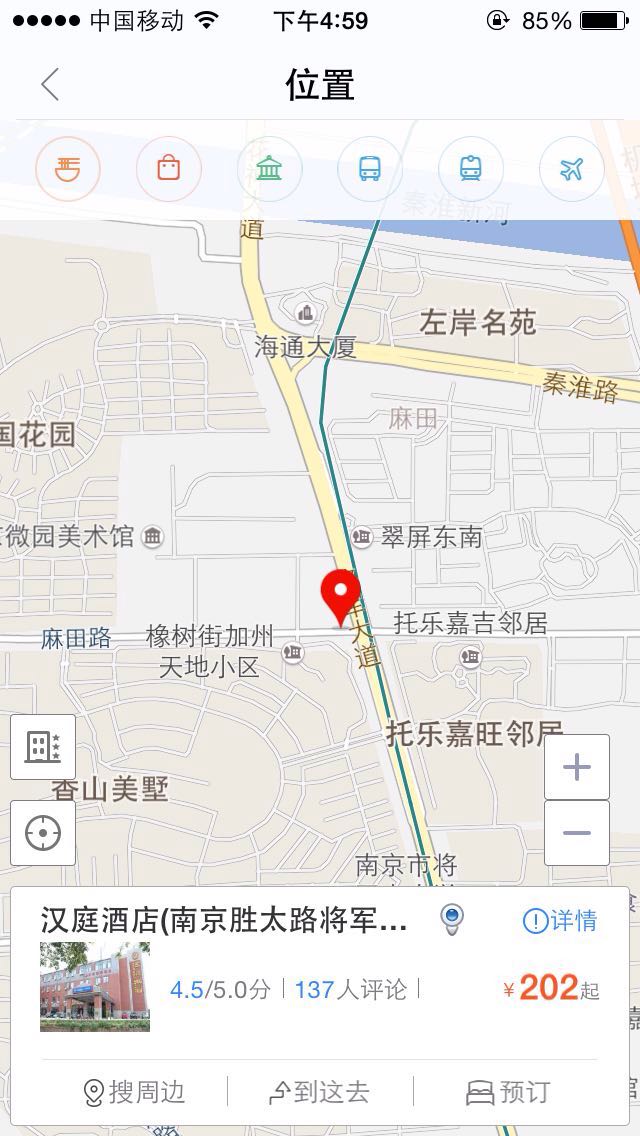 中国移动
下午4:59
85%
位置
秦淮新河
道
左岸名苑
海通大厦
秦淮路
麻田
国花园
微园美术馆
翠屏东南
大道
托乐嘉吉邻居
麻田路
橡树街加州
天地小区
托乐嘉旺邻居
香山美墅
南京市将
汉庭酒店(南京胜太路将军...
详情
4.5/5.0分
137人评论
¥202起
搜周边
到这去
预订